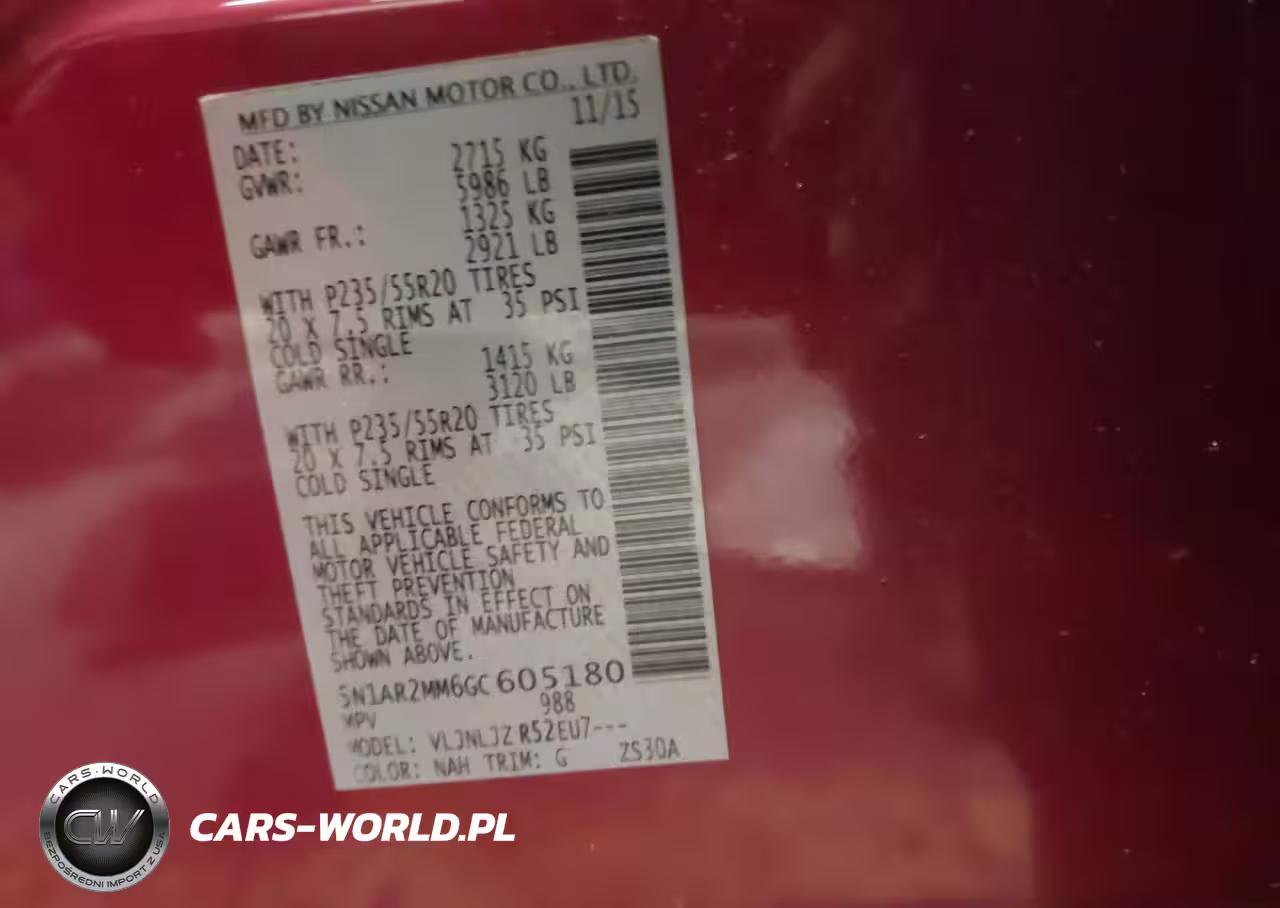 MFD BY NISSAN MOTOR CO., LTD.
DATE: 11/15
GVWR: 2715 KG
5986 LB
GAWR FR.: 1325 KG
2921 LB
WITH P235/55R20 TIRES
20 X 7.5 RIMS AT 35 PSI
COLD SINGLE
GAWR RR.: 1415 KG
3120 LB
WITH P235/55R20 TIRES
20 X 7.5 RIMS AT 35 PSI
COLD SINGLE
THIS VEHICLE CONFORMS TO
ALL APPLICABLE FEDERAL
MOTOR VEHICLE SAFETY AND
THEFT PREVENTION
STANDARDS IN EFFECT ON
THE DATE OF MANUFACTURE
SHOWN ABOVE.
5N1AR2MM6GC605180
MPV 988
MODEL: VLJNLJZ R52EU7---
COLOR: NAH TRIM: G ZS30A
CARS-WORLD
CW
BEZPOŚREDNI IMPORT Z USA
CARS-WORLD.PL